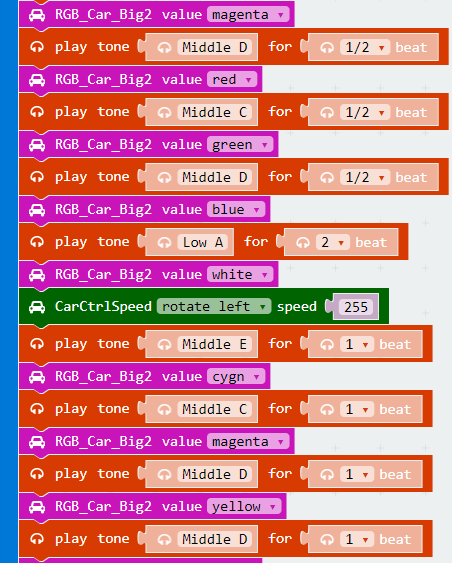 RGB_Car_Big2 value magenta
play tone Middle D for 1/2 beat
RGB_Car_Big2 value red
play tone Middle C for 1/2 beat
RGB_Car_Big2 value green
play tone Middle D for 1/2 beat
RGB_Car_Big2 value blue
play tone Low A for 2 beat
RGB_Car_Big2 value white
CarCtrlSpeed rotate left speed 255
play tone Middle E for 1 beat
RGB_Car_Big2 value cygn
play tone Middle C for 1 beat
RGB_Car_Big2 value magenta
play tone Middle D for 1 beat
RGB_Car_Big2 value yellow
play tone Middle D for 1 beat